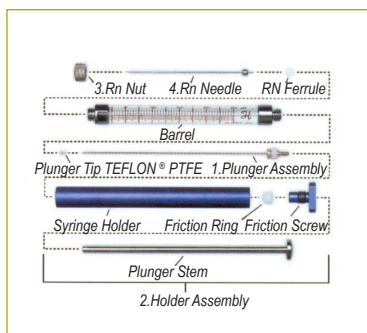 3.Rn Nut 4.Rn Needle RN Ferrule
Barrel
Plunger Tip TEFLON® PTFE 1.Plunger Assembly
Syringe Holder Friction Ring Friction Screw
Plunger Stem
2.Holder Assembly